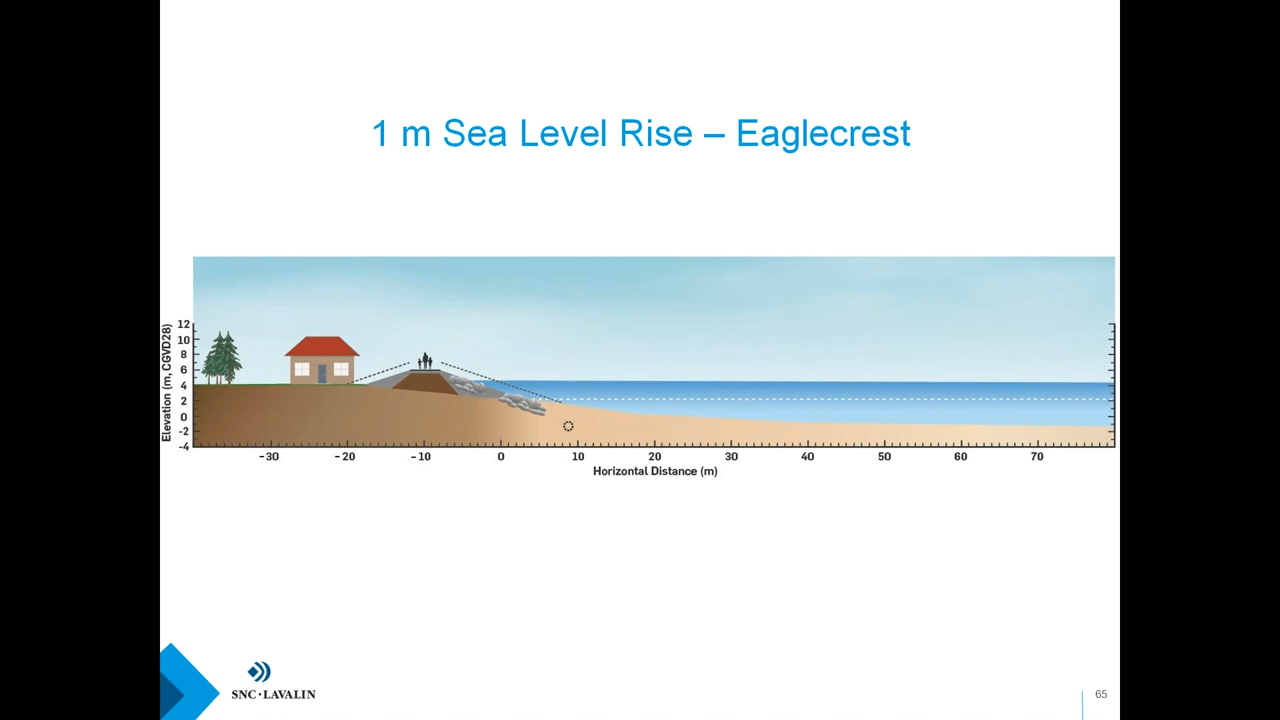 1 m Sea Level Rise – Eaglecrest
Elevation (m, CGVD28)
12
10
8
6
4
2
0
-2
-4
-30 -20 -10 0 10 20 30 40 50 60 70
Horizontal Distance (m)
SNC·LAVALIN
65